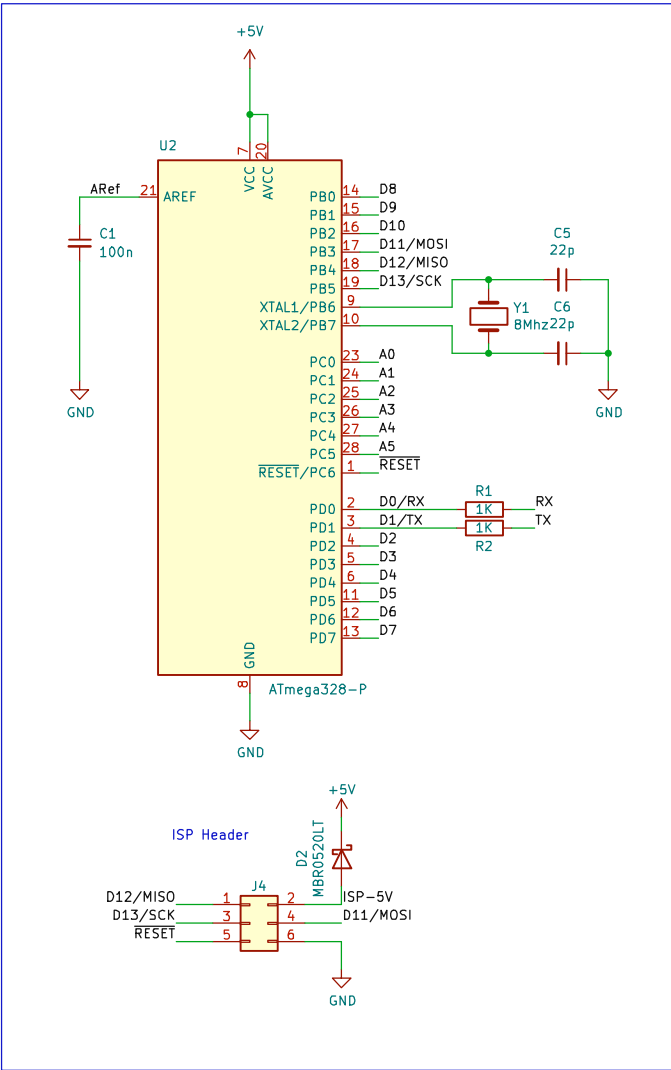 +5V
U2
7
20
VCC
AVCC
ARef
21
AREF
C1
100n
GND
PB0 14 D8
PB1 15 D9
PB2 16 D10
PB3 17 D11/MOSI
PB4 18 D12/MISO
PB5 19 D13/SCK
XTAL1/PB6 9
XTAL2/PB7 10
C5
22p
Y1
8Mhz
C6
22p
GND
PC0 23 A0
PC1 24 A1
PC2 25 A2
PC3 26 A3
PC4 27 A4
PC5 28 A5
RESET/PC6 1 RESET
PD0 2 D0/RX
R1
1K
RX
PD1 3 D1/TX
1K
TX
R2
PD2 4 D2
PD3 5 D3
PD4 6 D4
PD5 11 D5
PD6 12 D6
PD7 13 D7
GND
8
ATmega328-P
GND
+5V
ISP Header
D2
MBR0520LT
J4
D12/MISO 1 2 ISP-5V
D13/SCK 3 4 D11/MOSI
RESET 5 6
GND